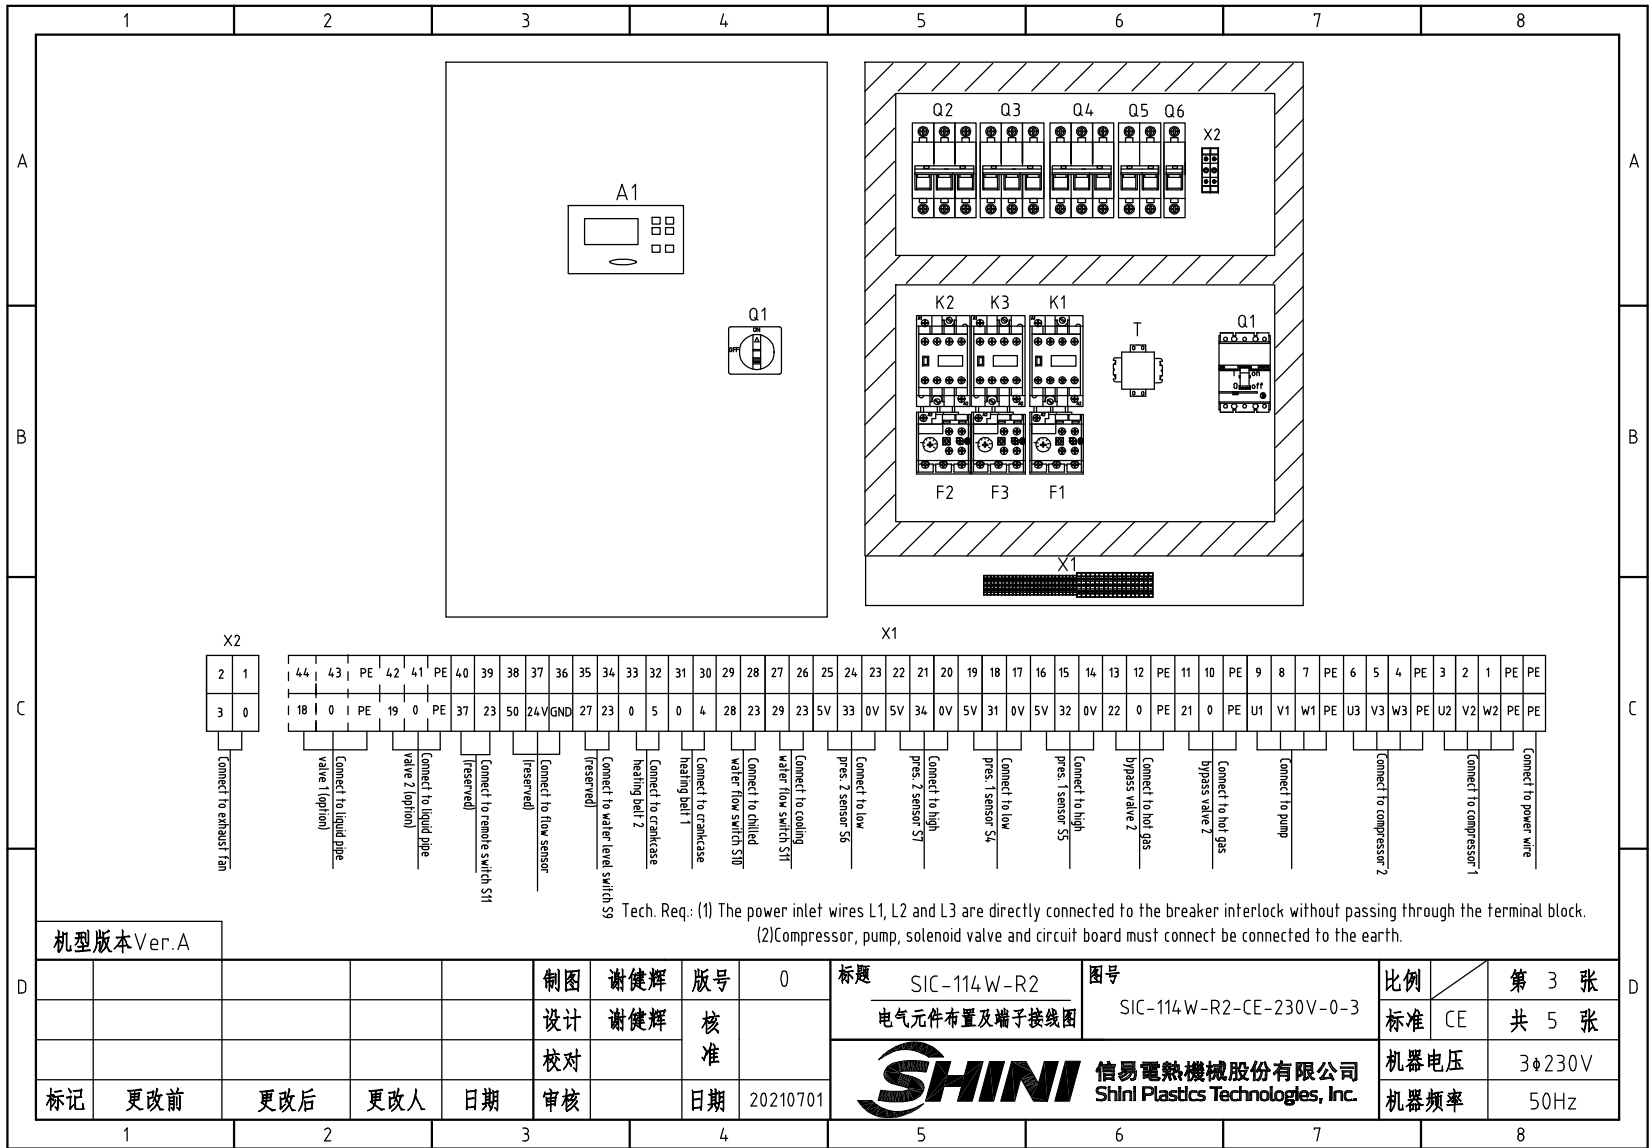 1 2 3 4 5 6 7 8
A
B
C
D
A
B
C
D
A1
Q1
ON
OFF
Q2 Q3 Q4 Q5 Q6
X2
K2 K3 K1
T
Q1
I on
O off
F2 F3 F1
X1
X2
2 1
3 0
Connect to exhaust fan
X1
44 43 PE 42 41 PE 40 39 38 37 36 35 34 33 32 31 30 29 28 27 26 25 24 23 22 21 20 19 18 17 16 15 14 13 12 PE 11 10 PE 9 8 7 PE 6 5 4 PE 3 2 1 PE PE
18 0 PE 19 0 PE 37 23 50 24V GND 27 23 0 5 0 4 28 23 29 23 5V 33 0V 5V 34 0V 5V 31 0V 5V 32 0V 22 0 PE 21 0 PE U1 V1 W1 PE U3 V3 W3 PE U2 V2 W2 PE PE
Connect to liquid pipe
valve 1 (option)
Connect to liquid pipe
valve 2 (option)
Connect to remote switch S11
(reserved)
Connect to flow sensor
(reserved)
Connect to water level switch S9
(reserved)
Connect to crankcase
heating belt 2
Connect to crankcase
heating belt 1
Connect to chilled
water flow switch S10
Connect to cooling
water flow switch S11
Connect to low
pres. 2 sensor S6
Connect to high
pres. 2 sensor S7
Connect to low
pres. 1 sensor S4
Connect to high
pres. 1 sensor S5
Connect to hot gas
bypass valve 2
Connect to hot gas
bypass valve 2
Connect to pump
Connect to compressor 2
Connect to compressor 1
Connect to power wire
Tech. Req.: (1) The power inlet wires L1, L2 and L3 are directly connected to the breaker interlock without passing through the terminal block.
(2)Compressor, pump, solenoid valve and circuit board must connect be connected to the earth.
机型版本Ver.A
制图 谢健辉 版号 0
设计 谢健辉 核准
校对
标记 更改前 更改后 更改人 日期 审核 日期 20210701
标题 SIC-114W-R2
电气元件布置及端子接线图
图号
SIC-114W-R2-CE-230V-0-3
比例 第 3 张
标准 CE 共 5 张
SHINI
信易電熱機械股份有限公司
Shini Plastics Technologies, Inc.
机器电压 3ϕ230V
机器频率 50Hz
1 2 3 4 5 6 7 8